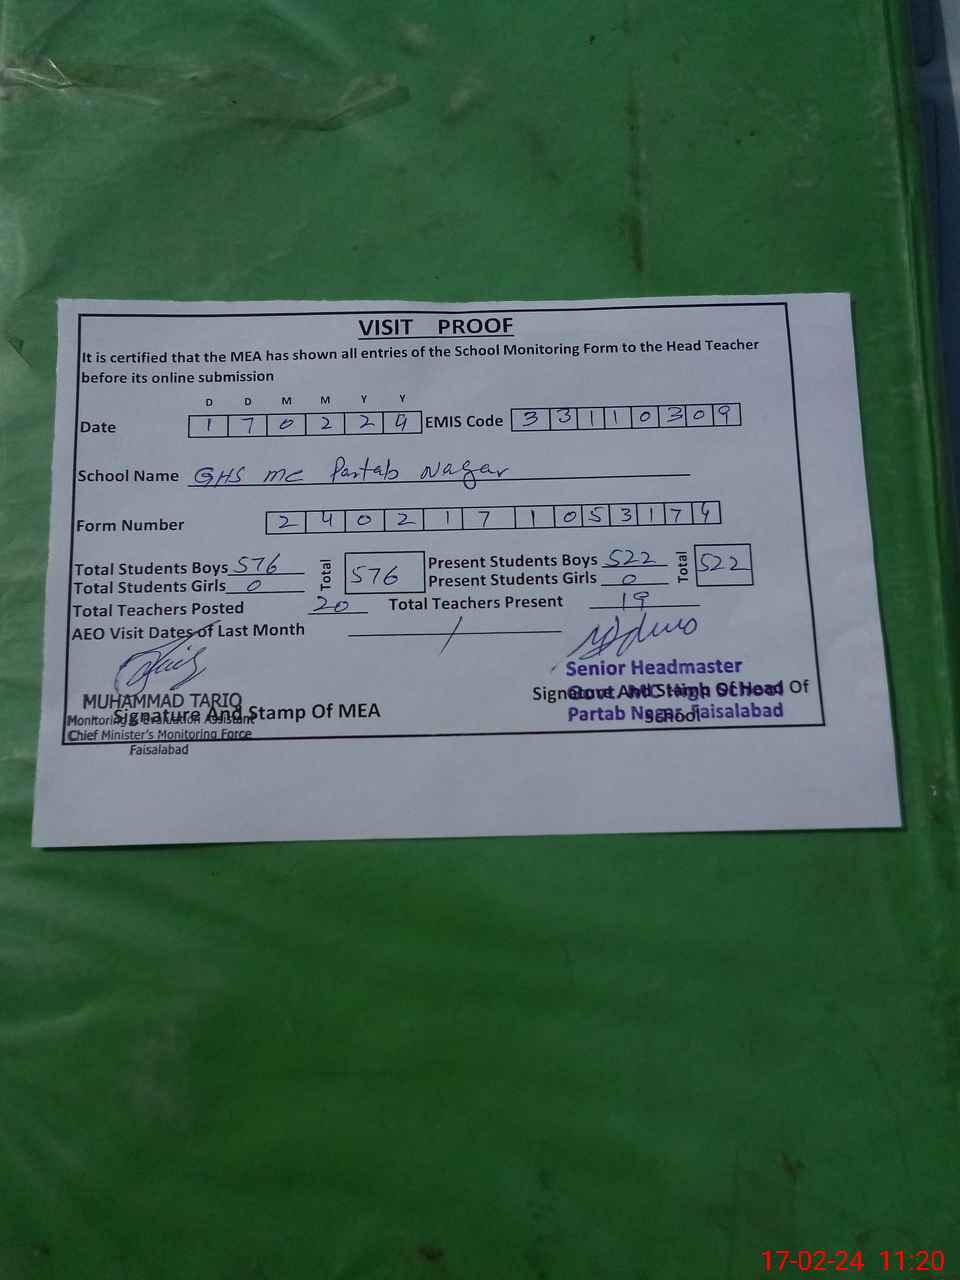 VISIT PROOF
It is certified that the MEA has shown all entries of the School Monitoring Form to the Head Teacher
before its online submission
D D M M Y Y
Date 1 7 0 2 2 4 EMIS Code 3 3 1 1 0 3 0 9
School Name GHS MC Partab Nagar
Form Number 2 4 0 2 1 7 1 0 5 3 1 7 4
Total Students Boys 576 Total 576 Present Students Boys 522 Total 522
Total Students Girls 0 Present Students Girls 0
Total Teachers Posted 20 Total Teachers Present 19
AEO Visit Dates of Last Month /
Senior Headmaster
Signature And Stamp Of Head Of
School
Govt. MC High School
Partab Nagar Faisalabad
MUHAMMAD TARIQ
Signature And Stamp Of MEA
Monitoring & Evaluation Assistant
Chief Minister's Monitoring Force
Faisalabad
17-02-24 11:20